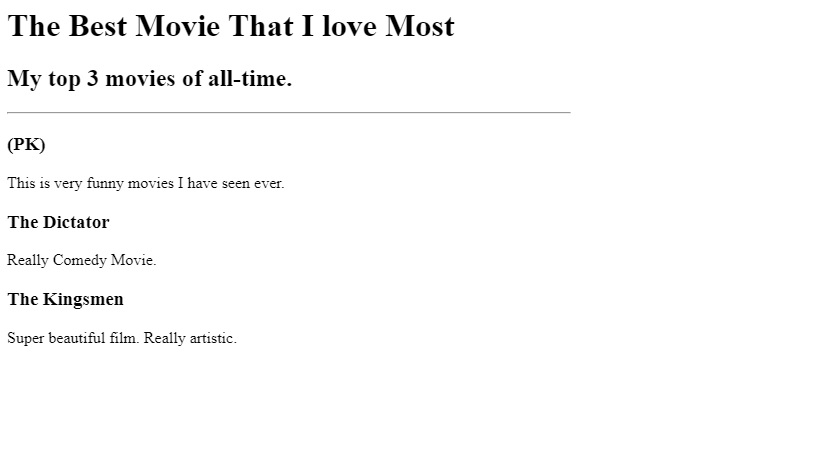 The Best Movie That I love Most
My top 3 movies of all-time.
(PK)
This is very funny movies I have seen ever.
The Dictator
Really Comedy Movie.
The Kingsmen
Super beautiful film. Really artistic.